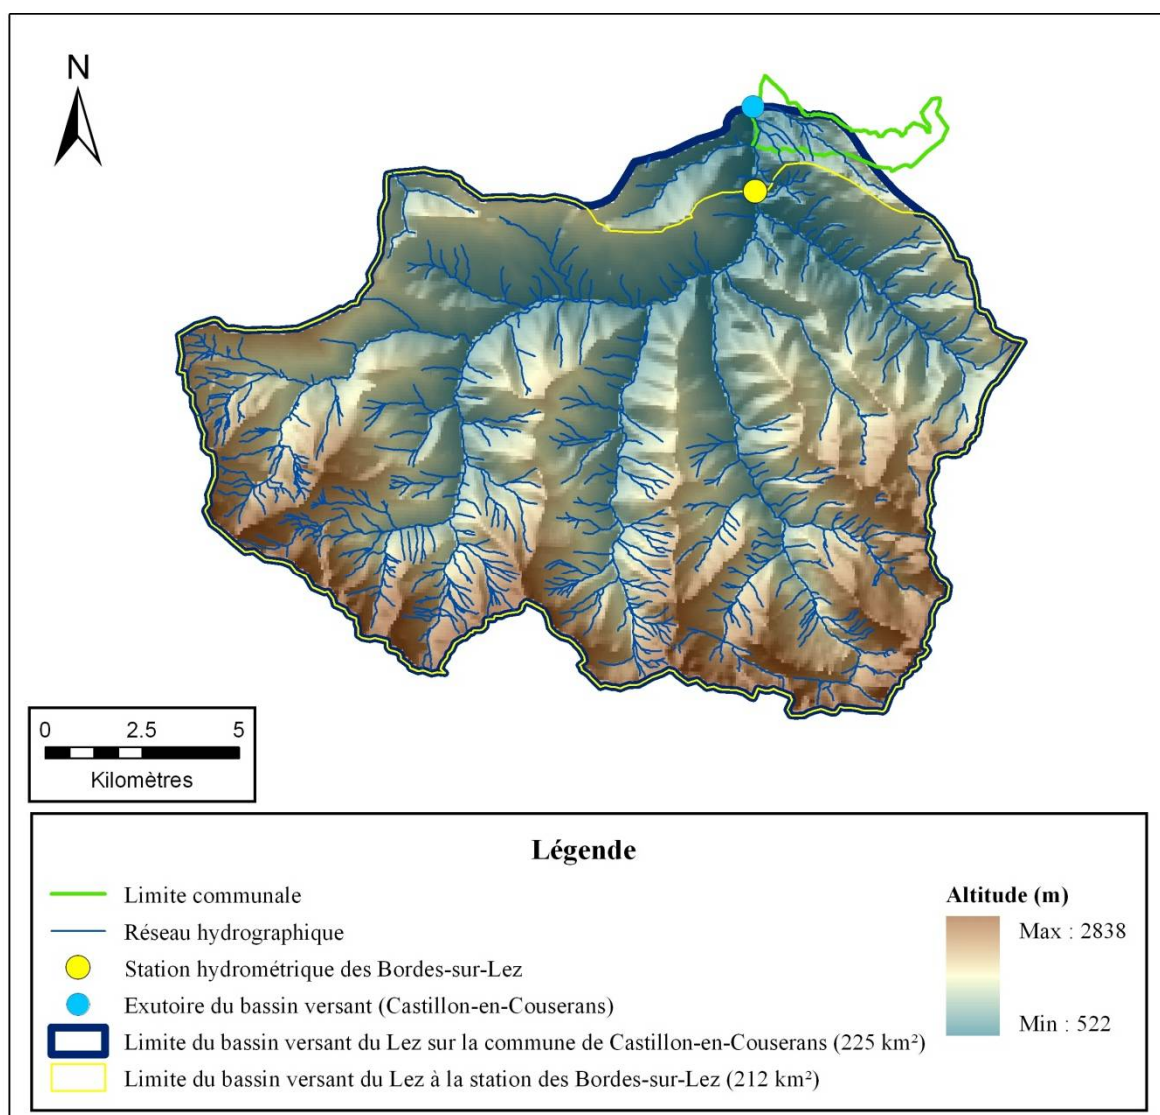 N
0 2.5 5
Kilomètres
Légende
Limite communale
Réseau hydrographique
Station hydrométrique des Bordes-sur-Lez
Exutoire du bassin versant (Castillon-en-Couserans)
Limite du bassin versant du Lez sur la commune de Castillon-en-Couserans (225 km²)
Limite du bassin versant du Lez à la station des Bordes-sur-Lez (212 km²)
Altitude (m)
Max : 2838
Min : 522